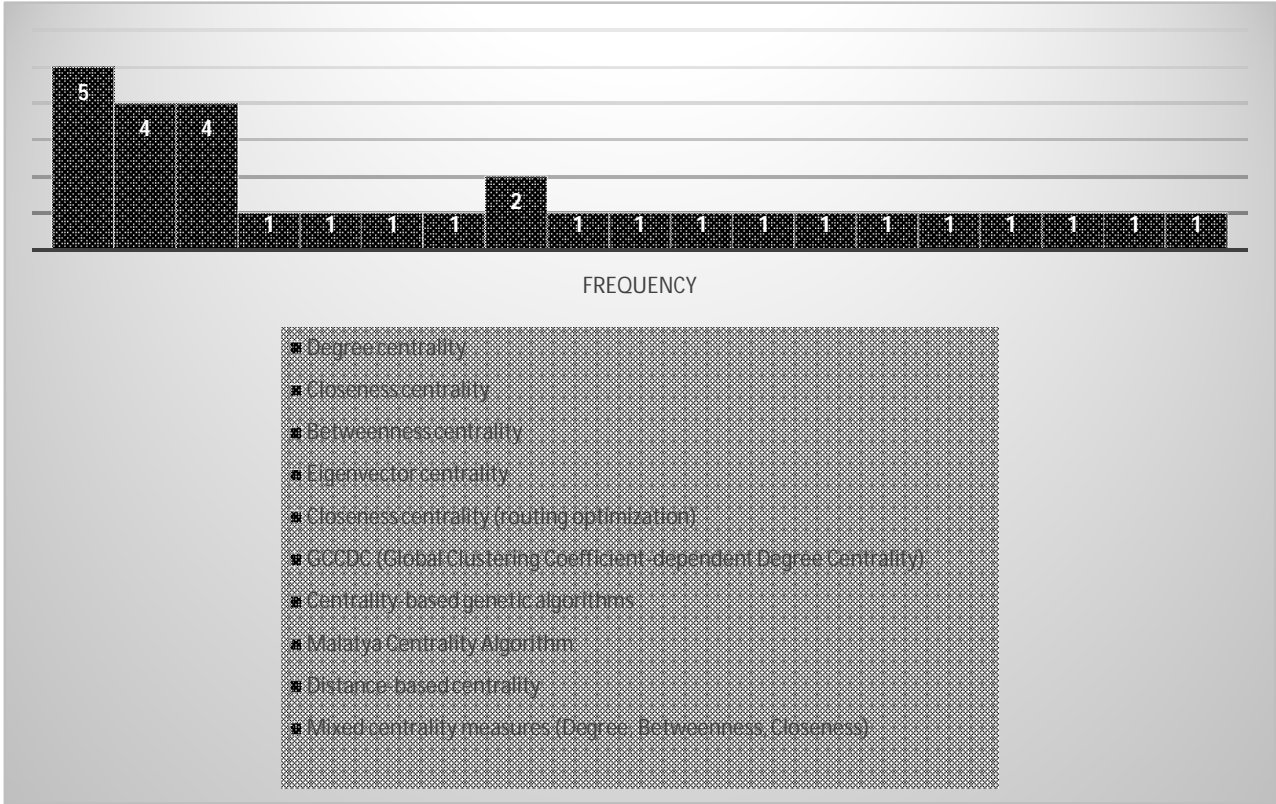 5
4 4
1 1 1 1 2 1 1 1 1 1 1 1 1 1 1 1
FREQUENCY
Degree centrality
Closeness centrality
Betweenness centrality
Eigenvector centrality
Closeness centrality (routing optimization)
GCCDC (Global Clustering Coefficient-dependent Degree Centrality)
Centrality-based genetic algorithms
Malatya Centrality Algorithm
Distance-based centrality
Mixed centrality measures (Degree, Betweenness, Closeness)